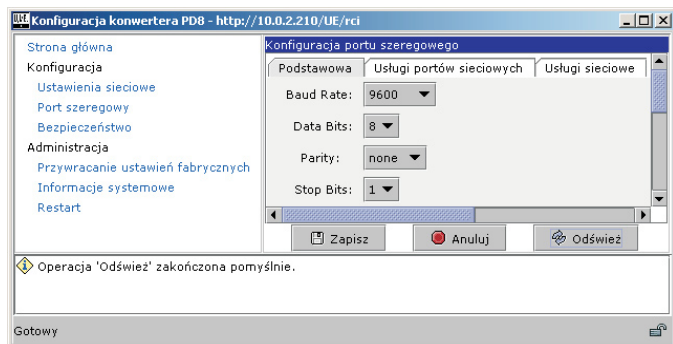 Konfiguracja konwertera PD8 - http://10.0.2.210/UE/rci
Strona główna
Konfiguracja
Ustawienia sieciowe
Port szeregowy
Bezpieczeństwo
Administracja
Przywracanie ustawień fabrycznych
Informacje systemowe
Restart
Konfiguracja portu szeregowego
Podstawowa Usługi portów sieciowych Usługi sieciowe
Baud Rate: 9600
Data Bits: 8
Parity: none
Stop Bits: 1
Zapisz Anuluj Odśwież
Operacja 'Odśwież' zakończona pomyślnie.
Gotowy